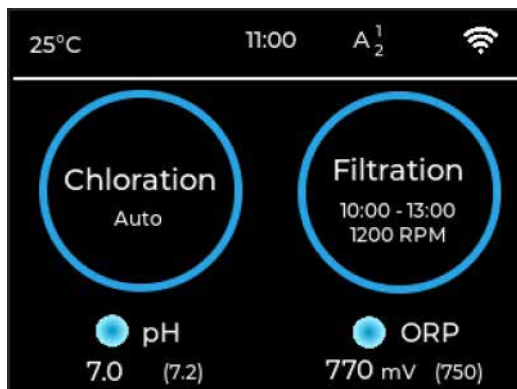 25°C 11:00 A 1 2
Chloration
Auto
Filtration
10:00 - 13:00
1200 RPM
pH
7.0 (7.2)
ORP
770 mV (750)